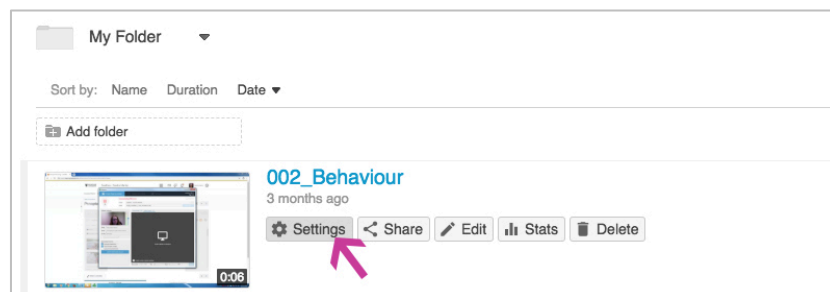 My Folder
Sort by: Name Duration Date
Add folder
002_Behaviour
3 months ago
Settings Share Edit Stats Delete
0:06